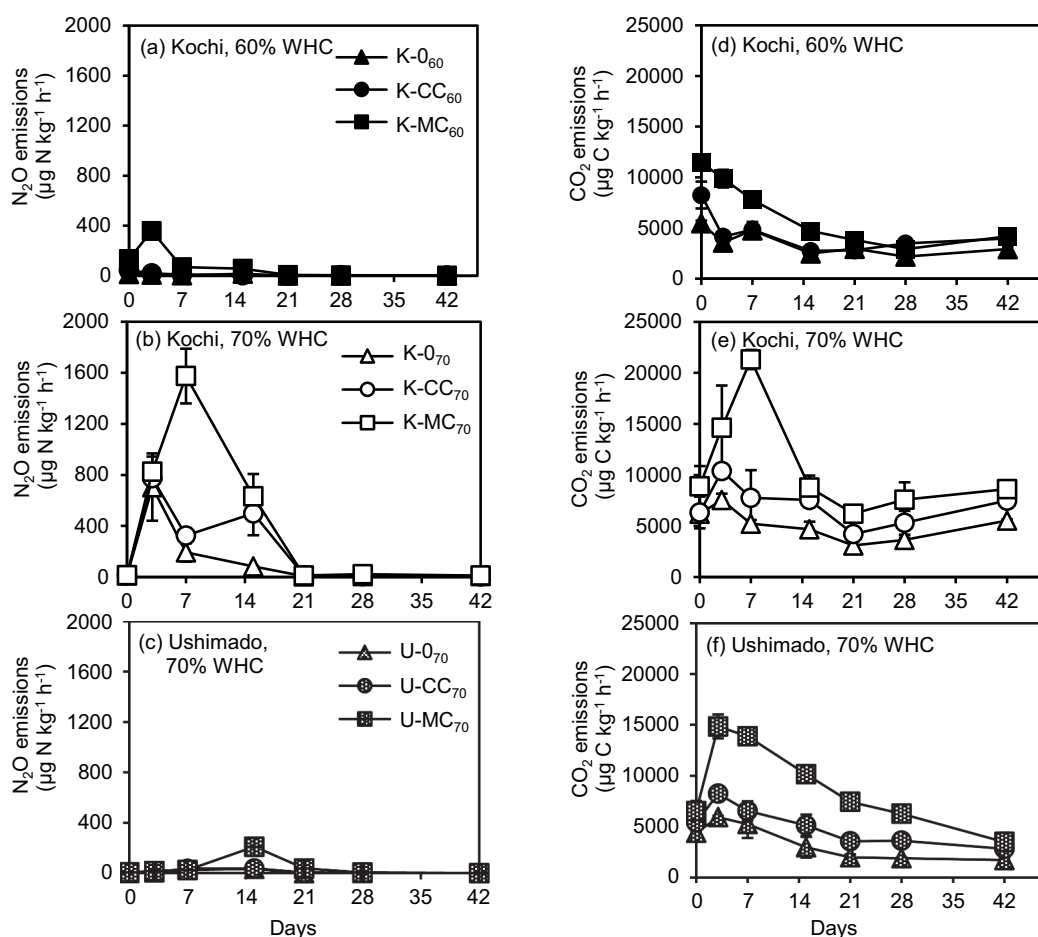 N₂O emissions
(µg N kg⁻¹ h⁻¹)
2000
1600
1200
800
400
0
(a) Kochi, 60% WHC
K-0₆₀
K-CC₆₀
K-MC₆₀
0 7 14 21 28 35 42
CO₂ emissions
(µg C kg⁻¹ h⁻¹)
25000
20000
15000
10000
5000
0
(d) Kochi, 60% WHC
0 7 14 21 28 35 42
N₂O emissions
(µg N kg⁻¹ h⁻¹)
2000
1600
1200
800
400
0
(b) Kochi, 70% WHC
K-0₇₀
K-CC₇₀
K-MC₇₀
0 7 14 21 28 35 42
CO₂ emissions
(µg C kg⁻¹ h⁻¹)
25000
20000
15000
10000
5000
0
(e) Kochi, 70% WHC
0 7 14 21 28 35 42
N₂O emissions
(µg N kg⁻¹ h⁻¹)
2000
1600
1200
800
400
0
(c) Ushimado,
70% WHC
U-0₇₀
U-CC₇₀
U-MC₇₀
0 7 14 21 28 35 42
Days
CO₂ emissions
(µg C kg⁻¹ h⁻¹)
25000
20000
15000
10000
5000
0
(f) Ushimado, 70% WHC
0 7 14 21 28 35 42
Days